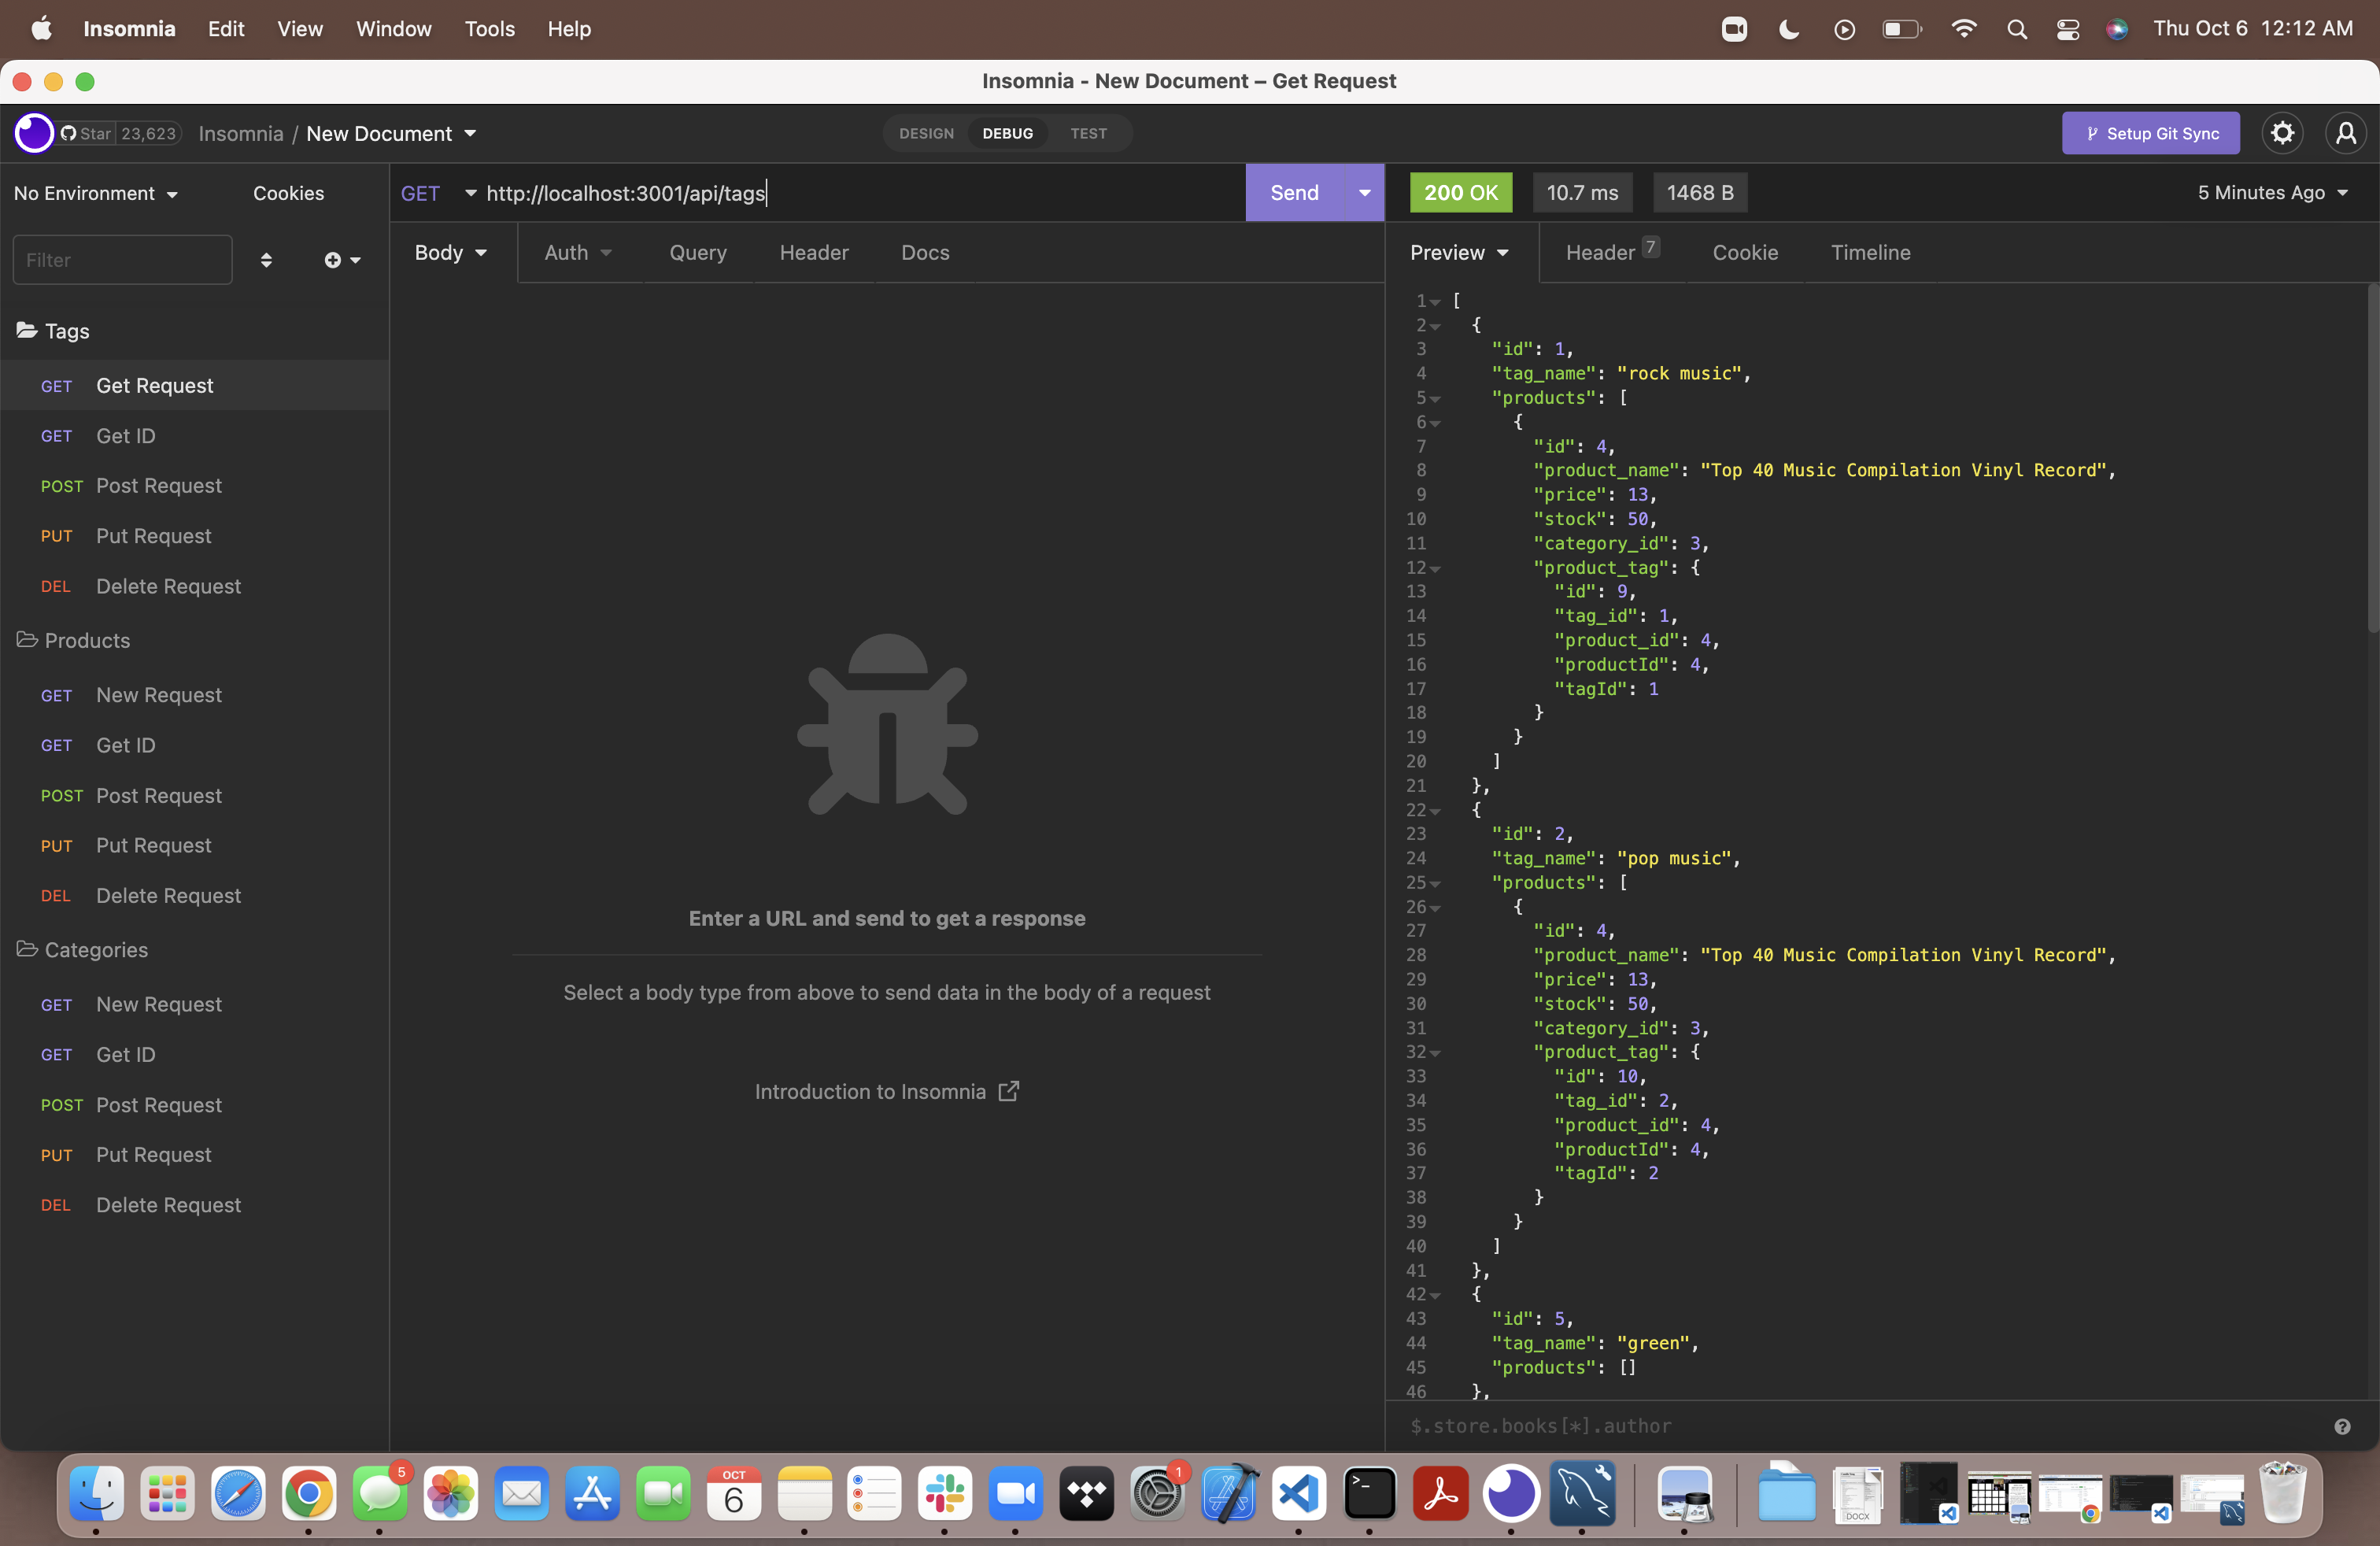 Insomnia Edit View Window Tools Help Thu Oct 6 12:12 AM
Insomnia - New Document – Get Request
Star 23,623 Insomnia / New Document DESIGN DEBUG TEST Setup Git Sync
No Environment Cookies
GET http://localhost:3001/api/tags Send
200 OK 10.7 ms 1468 B 5 Minutes Ago
Filter
Body Auth Query Header Docs
Preview Header 7 Cookie Timeline
Tags
GET Get Request
GET Get ID
POST Post Request
PUT Put Request
DEL Delete Request
Products
GET New Request
GET Get ID
POST Post Request
PUT Put Request
DEL Delete Request
Categories
GET New Request
GET Get ID
POST Post Request
PUT Put Request
DEL Delete Request
Enter a URL and send to get a response
Select a body type from above to send data in the body of a request
Introduction to Insomnia
1 [
2 {
3 "id": 1,
4 "tag_name": "rock music",
5 "products": [
6 {
7 "id": 4,
8 "product_name": "Top 40 Music Compilation Vinyl Record",
9 "price": 13,
10 "stock": 50,
11 "category_id": 3,
12 "product_tag": {
13 "id": 9,
14 "tag_id": 1,
15 "product_id": 4,
16 "productId": 4,
17 "tagId": 1
18 }
19 }
20 ]
21 },
22 {
23 "id": 2,
24 "tag_name": "pop music",
25 "products": [
26 {
27 "id": 4,
28 "product_name": "Top 40 Music Compilation Vinyl Record",
29 "price": 13,
30 "stock": 50,
31 "category_id": 3,
32 "product_tag": {
33 "id": 10,
34 "tag_id": 2,
35 "product_id": 4,
36 "productId": 4,
37 "tagId": 2
38 }
39 }
40 ]
41 },
42 {
43 "id": 5,
44 "tag_name": "green",
45 "products": []
46 },
$.store.books[*].author
5
OCT
6
1
DOCX